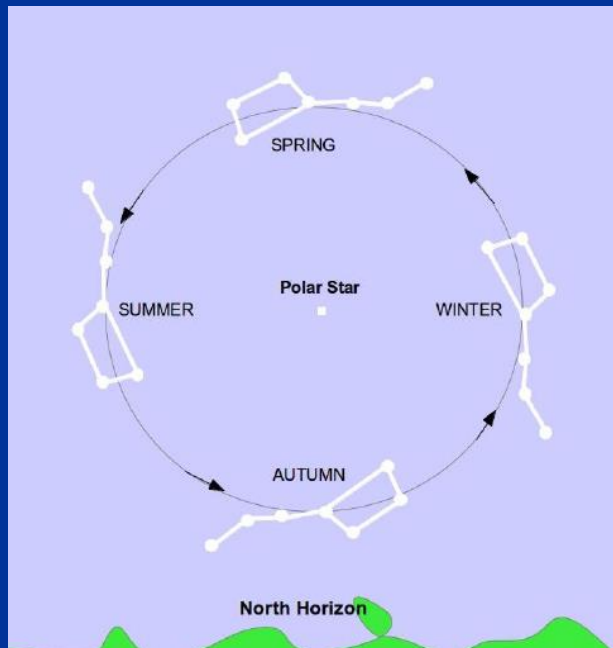 SPRING
Polar Star
SUMMER
WINTER
AUTUMN
North Horizon